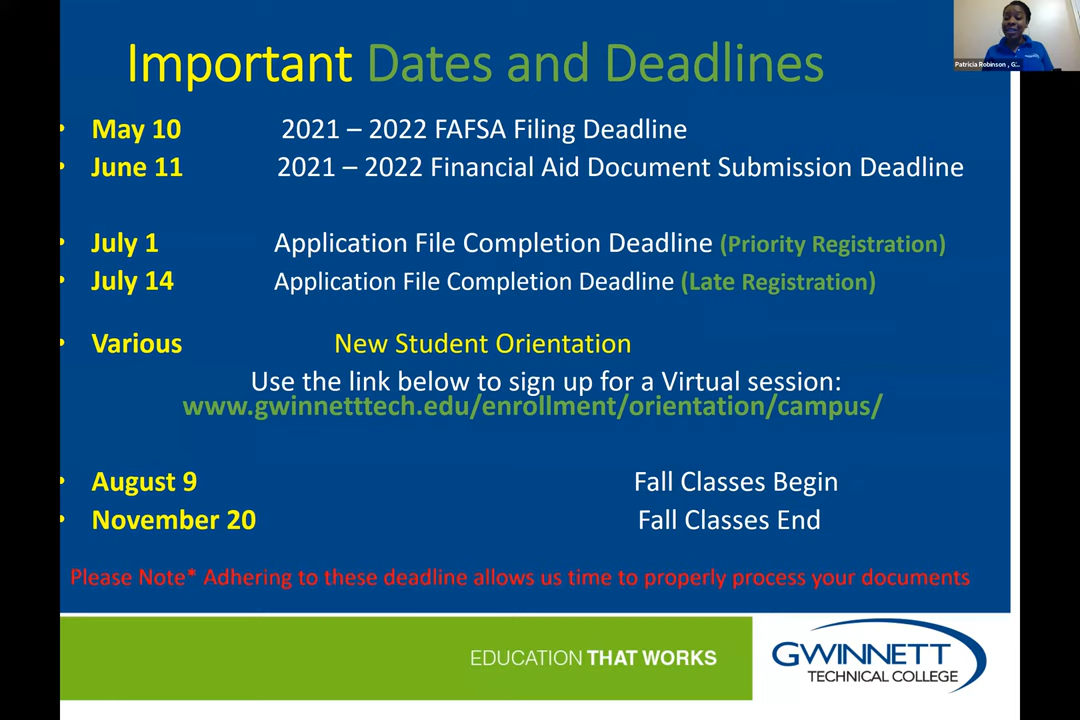 Important Dates and Deadlines
Patricia Robinson , G...
• May 10 2021 – 2022 FAFSA Filing Deadline
• June 11 2021 – 2022 Financial Aid Document Submission Deadline
• July 1 Application File Completion Deadline (Priority Registration)
• July 14 Application File Completion Deadline (Late Registration)
• Various New Student Orientation
Use the link below to sign up for a Virtual session:
www.gwinnetttech.edu/enrollment/orientation/campus/
• August 9 Fall Classes Begin
• November 20 Fall Classes End
Please Note* Adhering to these deadline allows us time to properly process your documents
EDUCATION THAT WORKS
GWINNETT
TECHNICAL COLLEGE